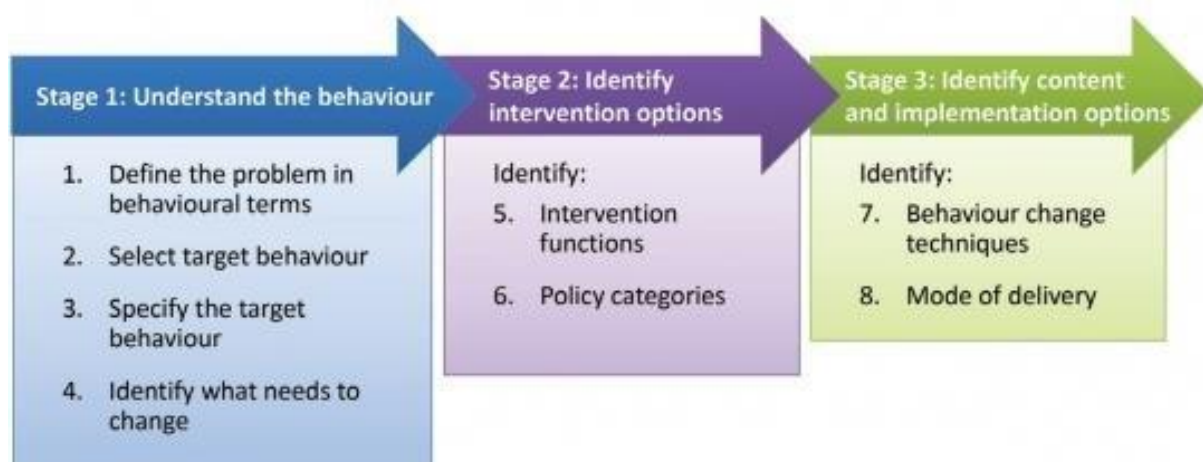 Stage 1: Understand the behaviour
1. Define the problem in
behavioural terms
2. Select target behaviour
3. Specify the target
behaviour
4. Identify what needs to
change
Stage 2: Identify
intervention options
Identify:
5. Intervention
functions
6. Policy categories
Stage 3: Identify content
and implementation options
Identify:
7. Behaviour change
techniques
8. Mode of delivery